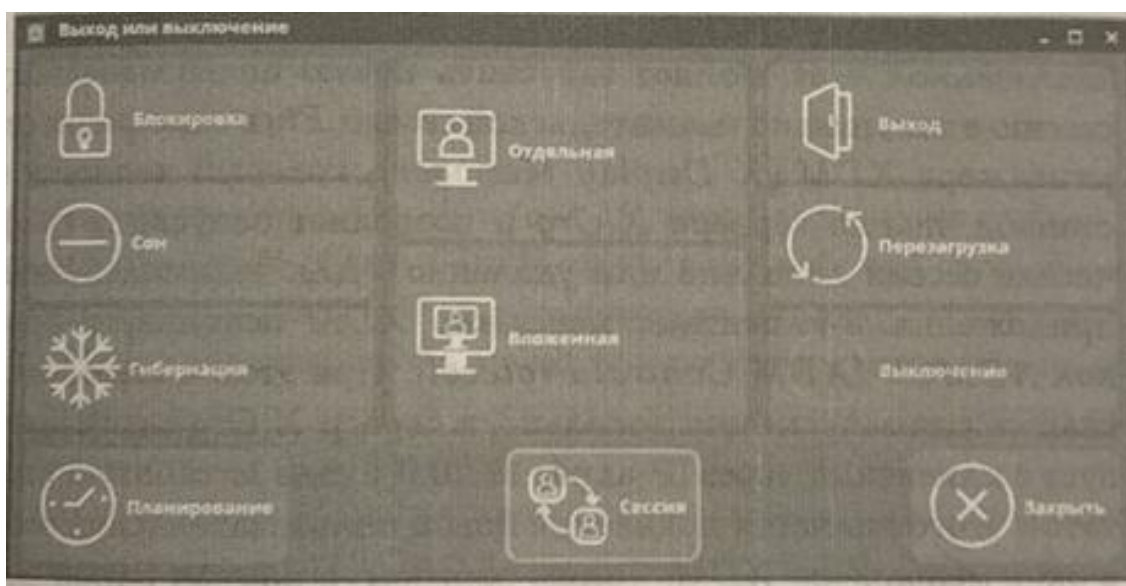 Выход или выключение
Блокировка
Отдельная
Выход
Сон
Перезагрузка
Вложенная
Гибернация
Выключение
Планирование
Сессия
Закрыть